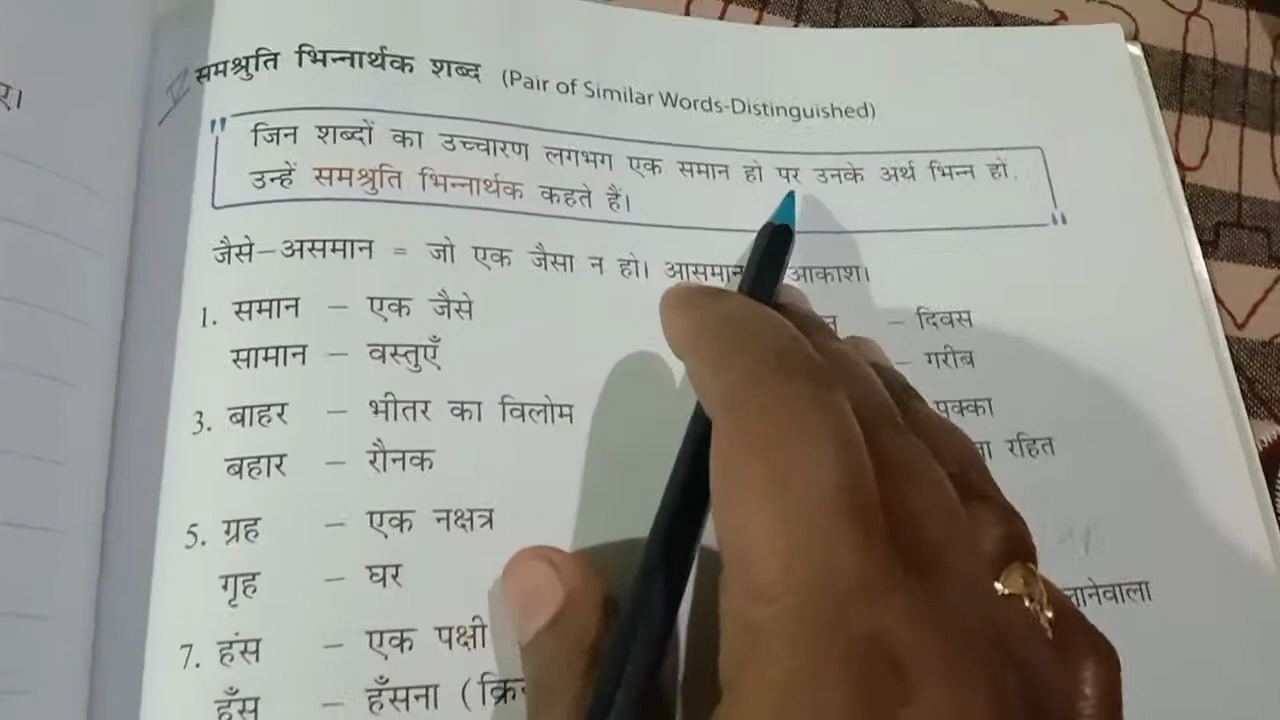 ए।
समश्रुति भिन्नार्थक शब्द (Pair of Similar Words-Distinguished)
"जिन शब्दों का उच्चारण लगभग एक समान हो पर उनके अर्थ भिन्न हों,
उन्हें समश्रुति भिन्नार्थक कहते हैं।"
जैसे–असमान = जो एक जैसा न हो। आसमान आकाश।
1. समान – एक जैसे – दिवस
सामान – वस्तुएँ – गरीब
3. बाहर – भीतर का विलोम पक्का
बहार – रौनक रहित
5. ग्रह – एक नक्षत्र
गृह – घर
7. हंस – एक पक्षी
हँस – हँसना